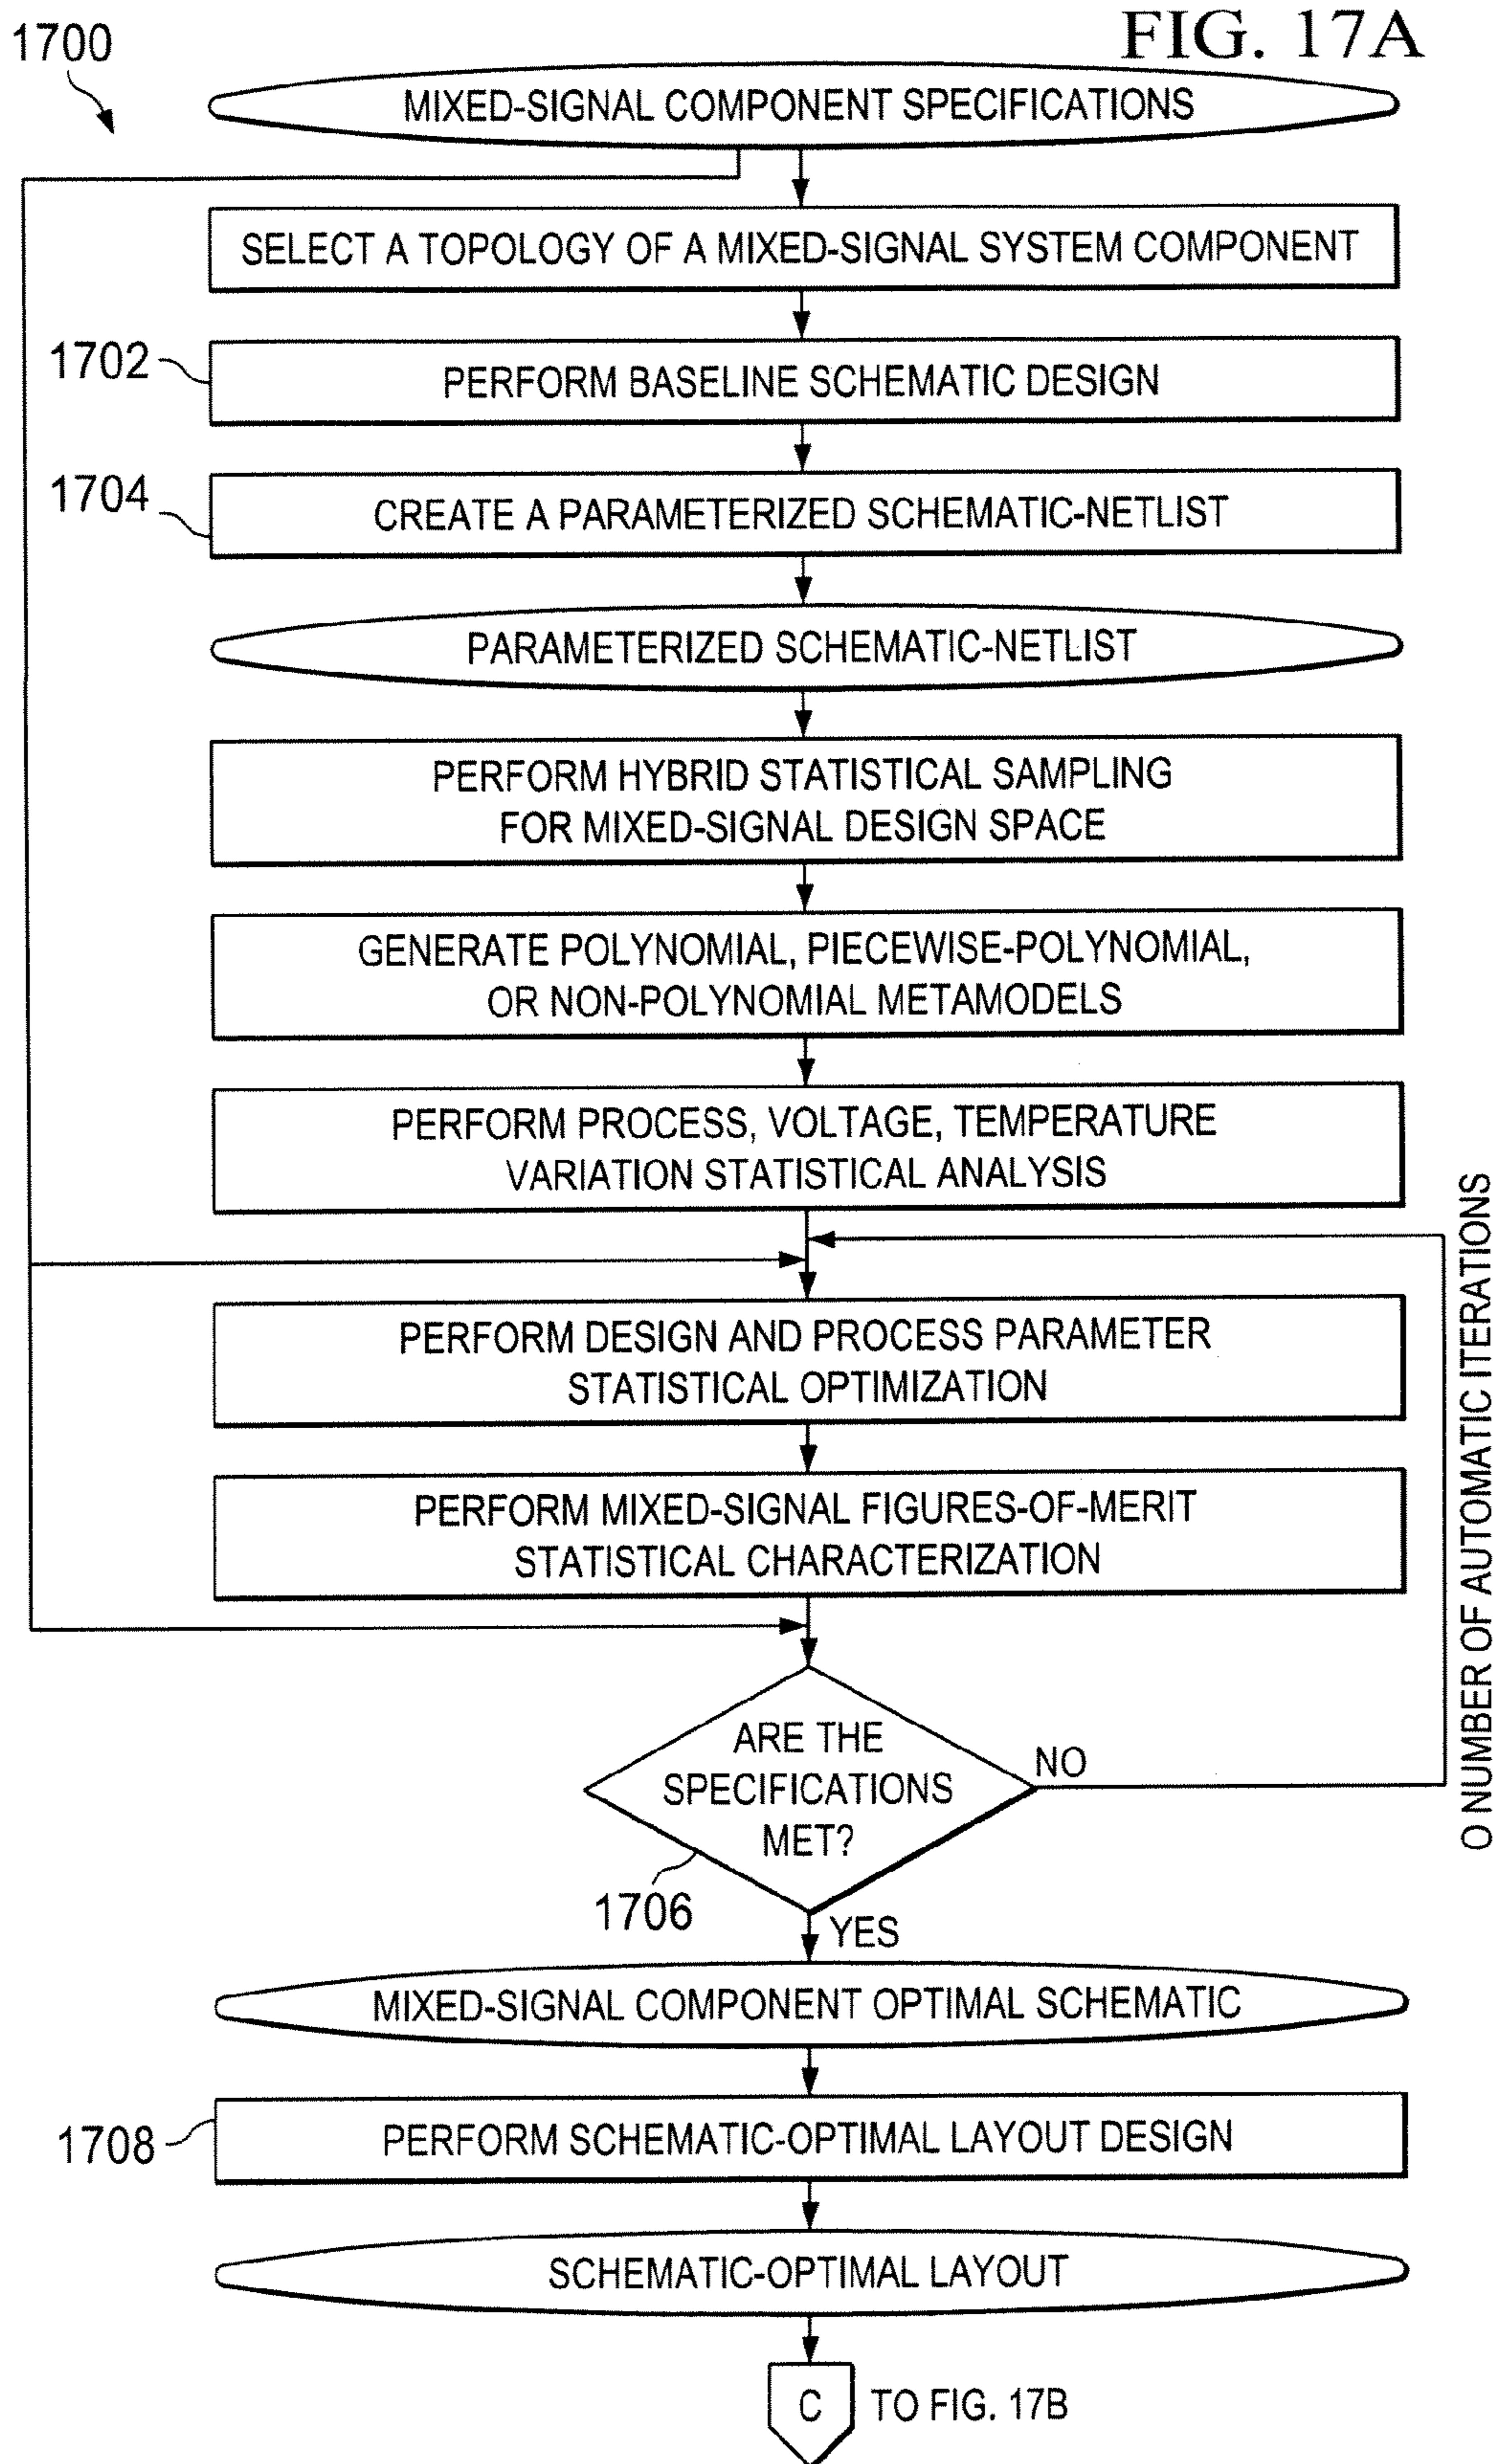 FIG. 17A
1700
MIXED-SIGNAL COMPONENT SPECIFICATIONS
SELECT A TOPOLOGY OF A MIXED-SIGNAL SYSTEM COMPONENT
1702
PERFORM BASELINE SCHEMATIC DESIGN
1704
CREATE A PARAMETERIZED SCHEMATIC-NETLIST
PARAMETERIZED SCHEMATIC-NETLIST
PERFORM HYBRID STATISTICAL SAMPLING
FOR MIXED-SIGNAL DESIGN SPACE
GENERATE POLYNOMIAL, PIECEWISE-POLYNOMIAL,
OR NON-POLYNOMIAL METAMODELS
PERFORM PROCESS, VOLTAGE, TEMPERATURE
VARIATION STATISTICAL ANALYSIS
PERFORM DESIGN AND PROCESS PARAMETER
STATISTICAL OPTIMIZATION
PERFORM MIXED-SIGNAL FIGURES-OF-MERIT
STATISTICAL CHARACTERIZATION
O NUMBER OF AUTOMATIC ITERATIONS
ARE THE
SPECIFICATIONS
MET?
NO
1706
YES
MIXED-SIGNAL COMPONENT OPTIMAL SCHEMATIC
1708
PERFORM SCHEMATIC-OPTIMAL LAYOUT DESIGN
SCHEMATIC-OPTIMAL LAYOUT
C
TO FIG. 17B